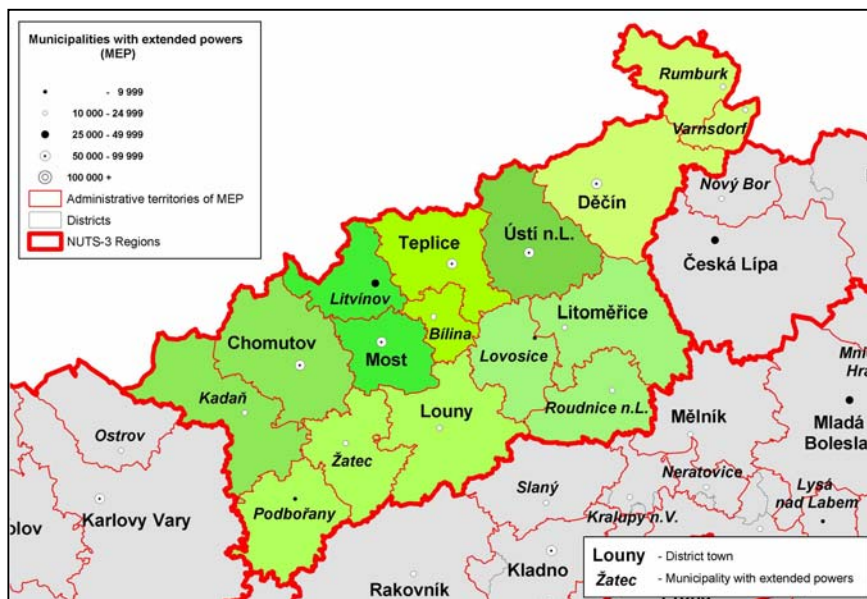 Municipalities with extended powers
(MEP)
- 9 999
10 000 - 24 999
25 000 - 49 999
50 000 - 99 999
100 000 +
Administrative territories of MEP
Districts
NUTS-3 Regions
Rumburk
Varnsdorf
Nový Bor
Děčín
Ústí n.L.
Teplice
Česká Lípa
Litvínov
Bílina
Litoměřice
Chomutov
Most
Lovosice
Kadaň
Louny
Roudnice n.L.
Mělník
Mladá
Bolesla
Ostrov
Žatec
Neratovice
Slaný
Lysá
nad Labem
Karlovy Vary
Podbořany
Kralupy n.V.
Kladno
Rakovník
Louny - District town
Žatec - Municipality with extended powers